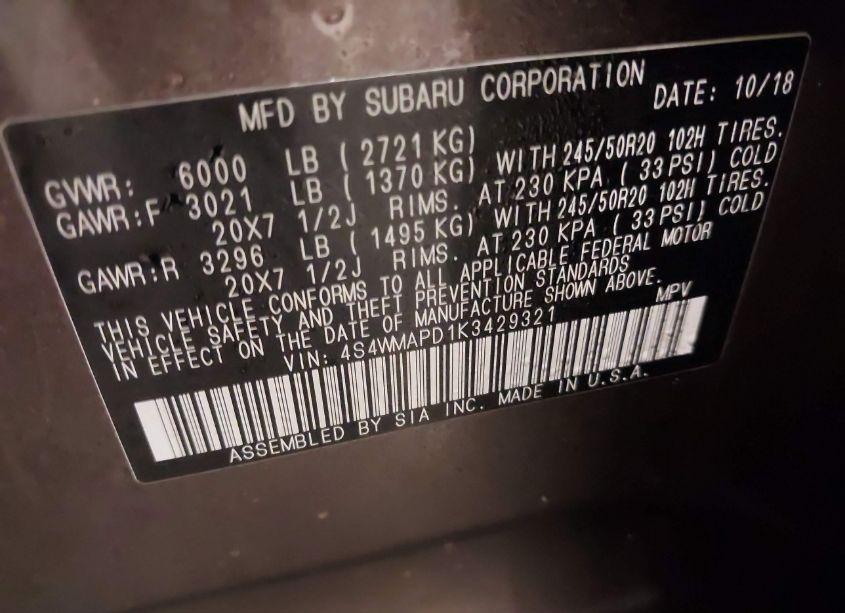 MFD BY SUBARU CORPORATION DATE: 10/18
GVWR: 6000 LB ( 2721 KG)
GAWR:F 3021 LB ( 1370 KG) WITH 245/50R20 102H TIRES.
20X7 1/2J RIMS. AT 230 KPA ( 33 PSI) COLD
GAWR:R 3296 LB ( 1495 KG) WITH 245/50R20 102H TIRES.
20X7 1/2J RIMS. AT 230 KPA ( 33 PSI) COLD
THIS VEHICLE CONFORMS TO ALL APPLICABLE FEDERAL MOTOR
VEHICLE SAFETY AND THEFT PREVENTION STANDARDS
IN EFFECT ON THE DATE OF MANUFACTURE SHOWN ABOVE.
VIN: 4S4WMAPD1K3429321 MPV
ASSEMBLED BY SIA INC. MADE IN U.S.A.